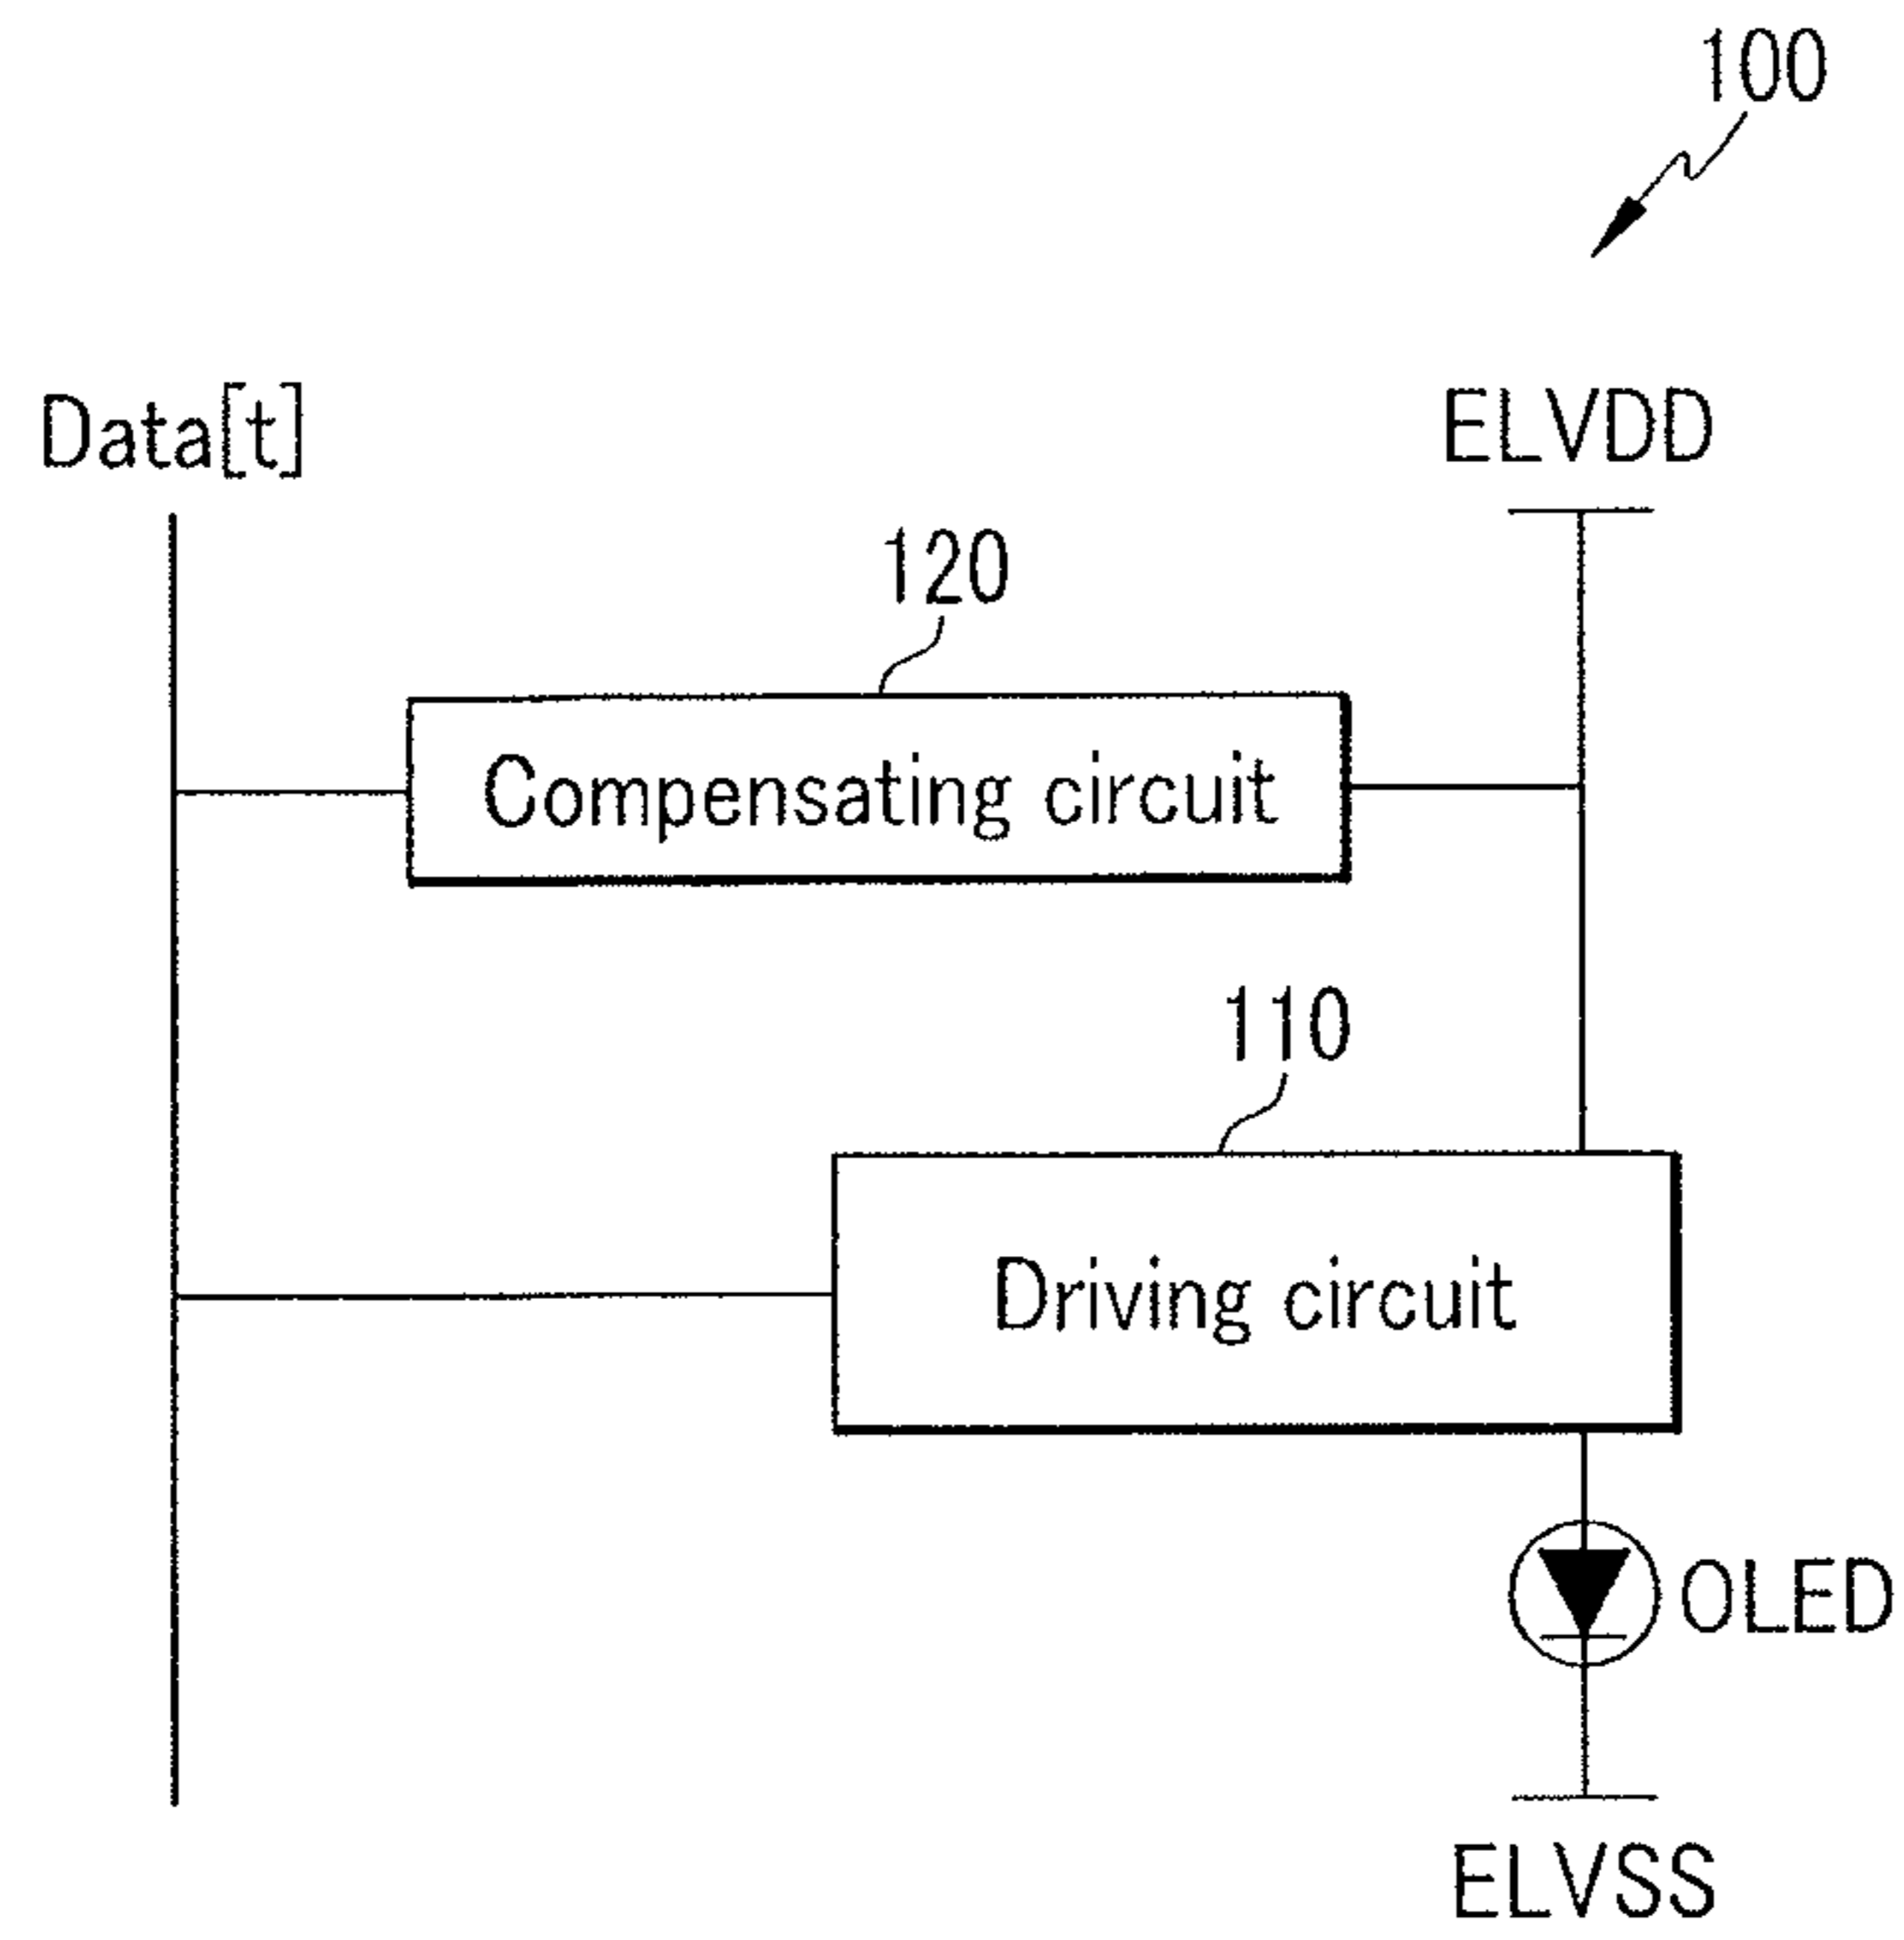 100
Data[t]
ELVDD
120
Compensating circuit
110
Driving circuit
OLED
ELVSS